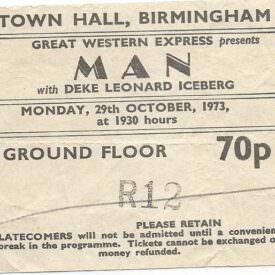 TOWN HALL, BIRMINGHAM
GREAT WESTERN EXPRESS presents
MAN
with DEKE LEONARD ICEBERG
MONDAY, 29th OCTOBER, 1973,
at 1930 hours
GROUND FLOOR 70p
R12
PLEASE RETAIN
LATECOMERS will not be admitted until a convenient
break in the programme. Tickets cannot be exchanged or
money refunded.